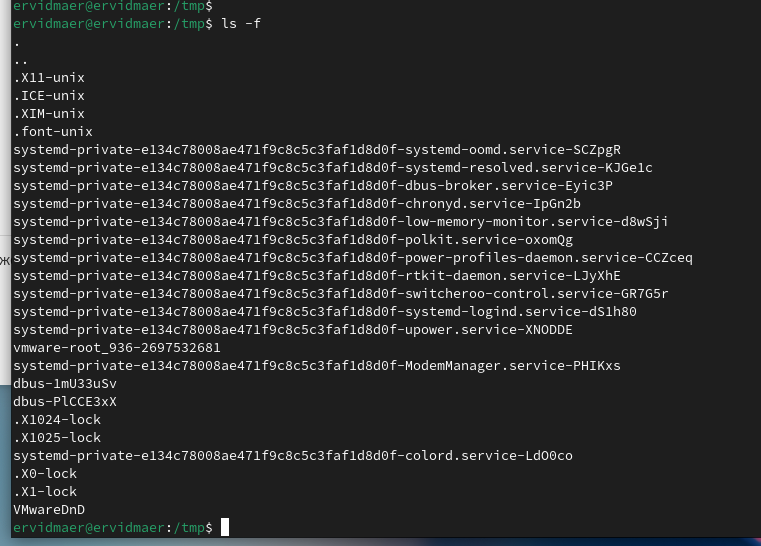 ervidmaer@ervidmaer:/tmp$
ervidmaer@ervidmaer:/tmp$ ls -f
.
..
.X11-unix
.ICE-unix
.XIM-unix
.font-unix
systemd-private-e134c78008ae471f9c8c5c3faf1d8d0f-systemd-oomd.service-SCZpgR
systemd-private-e134c78008ae471f9c8c5c3faf1d8d0f-systemd-resolved.service-KJGe1c
systemd-private-e134c78008ae471f9c8c5c3faf1d8d0f-dbus-broker.service-Eyic3P
systemd-private-e134c78008ae471f9c8c5c3faf1d8d0f-chronyd.service-IpGn2b
systemd-private-e134c78008ae471f9c8c5c3faf1d8d0f-low-memory-monitor.service-d8wSji
systemd-private-e134c78008ae471f9c8c5c3faf1d8d0f-polkit.service-oxomQg
systemd-private-e134c78008ae471f9c8c5c3faf1d8d0f-power-profiles-daemon.service-CCZceq
systemd-private-e134c78008ae471f9c8c5c3faf1d8d0f-rtkit-daemon.service-LJyXhE
systemd-private-e134c78008ae471f9c8c5c3faf1d8d0f-switcheroo-control.service-GR7G5r
systemd-private-e134c78008ae471f9c8c5c3faf1d8d0f-systemd-logind.service-dS1h80
systemd-private-e134c78008ae471f9c8c5c3faf1d8d0f-upower.service-XNODDE
vmware-root_936-2697532681
systemd-private-e134c78008ae471f9c8c5c3faf1d8d0f-ModemManager.service-PHIKxs
dbus-1mU33uSv
dbus-PlCCE3xX
.X1024-lock
.X1025-lock
systemd-private-e134c78008ae471f9c8c5c3faf1d8d0f-colord.service-LdO0co
.X0-lock
.X1-lock
VMwareDnD
ervidmaer@ervidmaer:/tmp$